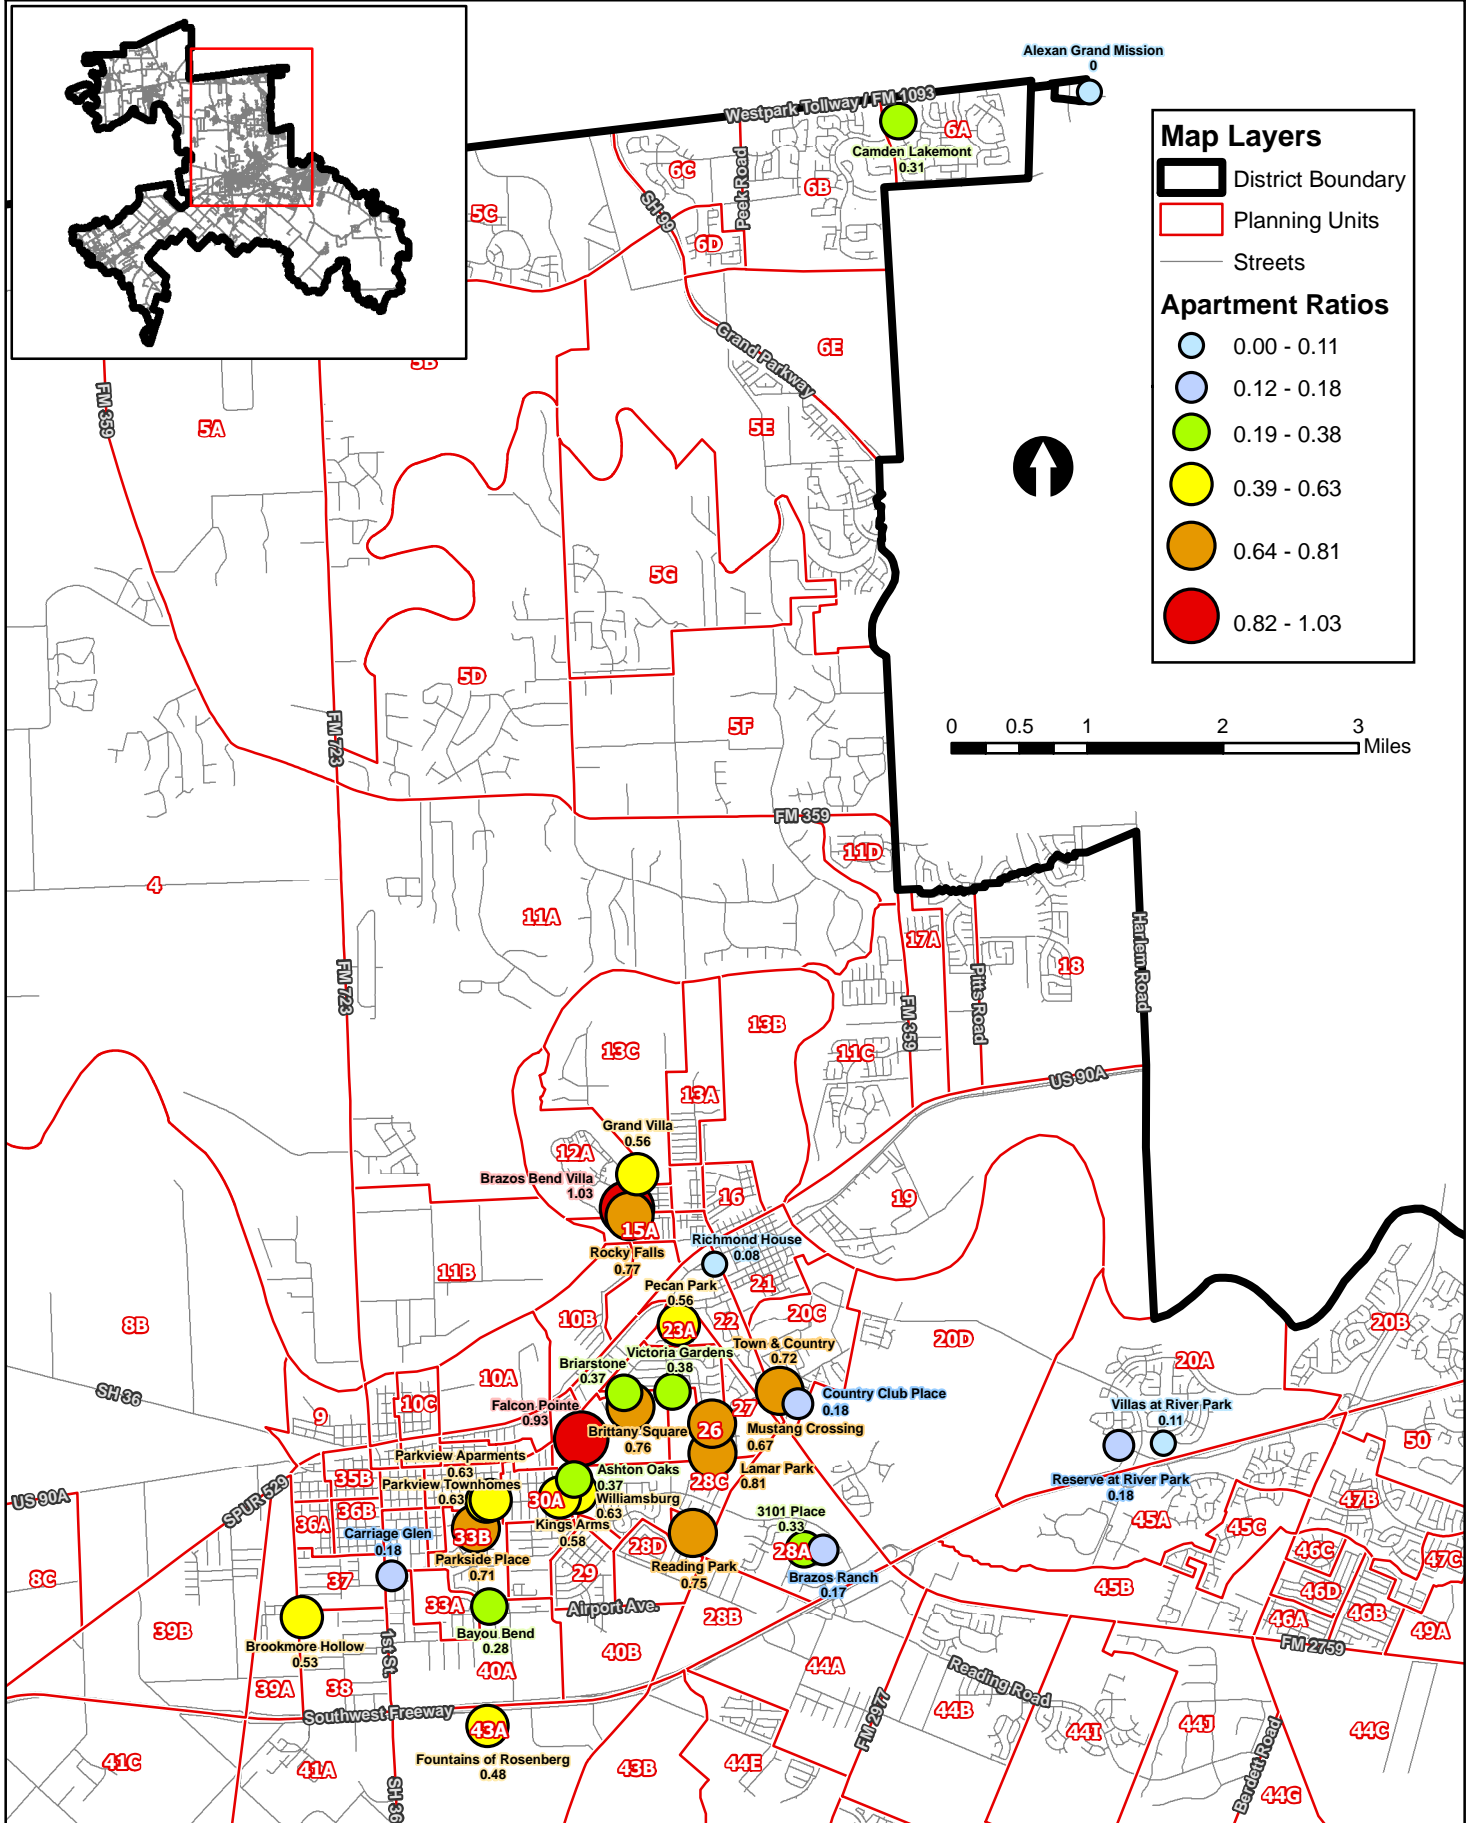 Alexan Grand Mission
0
Westpark Tollway / FM 1093
6A
Camden Lakemont
0.31
6C
Peek Road
6B
SH 99
5C
6D
Map Layers
District Boundary
Planning Units
Streets
Apartment Ratios
0.00 - 0.11
0.12 - 0.18
0.19 - 0.38
0.39 - 0.63
0.64 - 0.81
0.82 - 1.03
Grand Parkway
6E
5B
FM 359
5A
5E
5G
5D
FM 723
5F
0 0.5 1 2 3
Miles
FM 359
11D
4
11A
17A
Harlem Road
18
FM 723
Pitts Road
FM 359
13B
13C
11C
US 90A
13A
Grand Villa
0.56
12A
Brazos Bend Villa
1.03
16
19
15A
Richmond House
0.08
Rocky Falls
0.77
11B
Pecan Park
0.56
21
20C
8B
10B
22
23A
20D
20B
Town & Country
0.72
Victoria Gardens
0.38
Briarstone
0.37
20A
10A
SH 36
10C
Country Club Place
0.18
Villas at River Park
0.11
Falcon Pointe
0.93
27
9
26
Mustang Crossing
0.67
Brittany Square
0.76
50
Parkview Aparments
0.63
Ashton Oaks
0.37
Lamar Park
0.81
28C
Reserve at River Park
0.18
35B
Parkview Townhomes
0.63
US 90A
SPUR 529
30A
Williamsburg
0.63
47B
36B
36A
Kings Arms
0.58
3101 Place
0.33
45A
45C
Carriage Glen
0.18
33B
28D
28A
46C
47C
Parkside Place
0.71
Reading Park
0.75
Brazos Ranch
0.17
8C
37
29
45B
46D
33A
Airport Ave.
28B
46A
46B
39B
Bayou Bend
0.28
49A
Brookmore Hollow
0.53
1st St.
40B
FM 2759
40A
44A
39A
38
Reading Road
Southwest Freeway
43A
44B
44I
44J
44C
FM 2977
Fountains of Rosenberg
0.48
41C
41A
43B
44E
Berdett Road
SH 36
44G